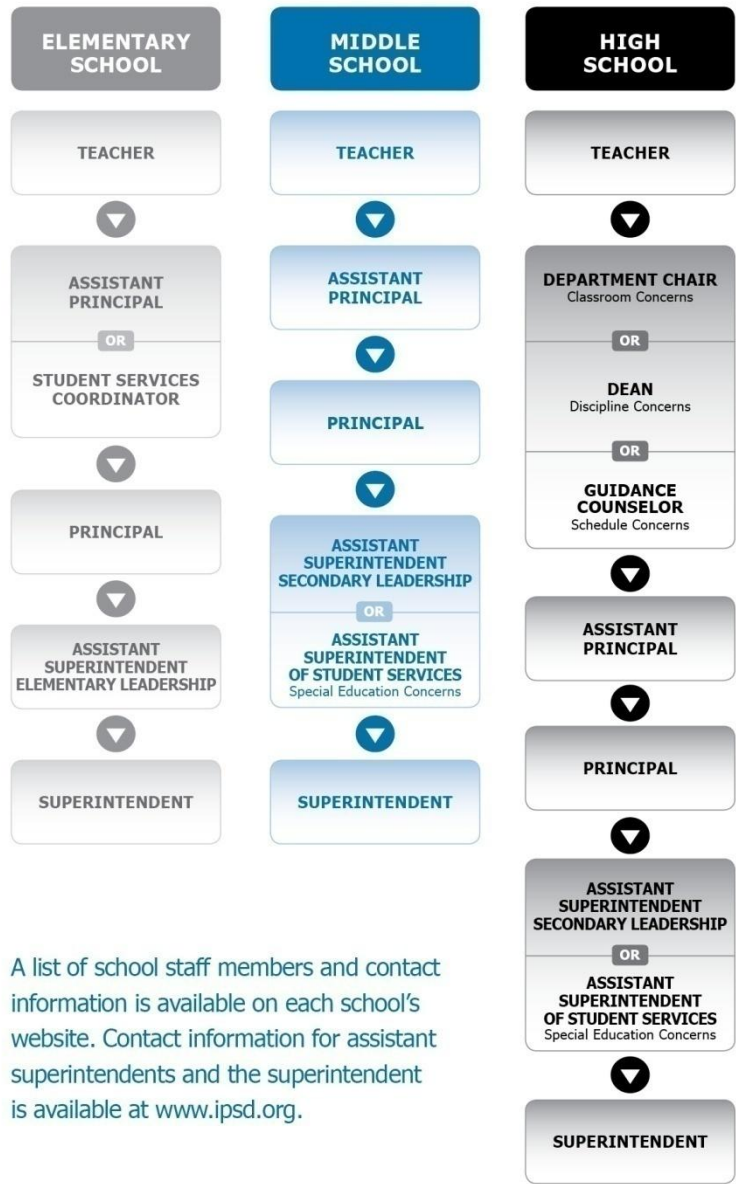 ELEMENTARY
SCHOOL
TEACHER
ASSISTANT
PRINCIPAL
OR
STUDENT SERVICES
COORDINATOR
PRINCIPAL
ASSISTANT
SUPERINTENDENT
ELEMENTARY LEADERSHIP
SUPERINTENDENT
MIDDLE
SCHOOL
TEACHER
ASSISTANT
PRINCIPAL
PRINCIPAL
ASSISTANT
SUPERINTENDENT
SECONDARY LEADERSHIP
OR
ASSISTANT
SUPERINTENDENT
OF STUDENT SERVICES
Special Education Concerns
SUPERINTENDENT
HIGH
SCHOOL
TEACHER
DEPARTMENT CHAIR
Classroom Concerns
OR
DEAN
Discipline Concerns
OR
GUIDANCE
COUNSELOR
Schedule Concerns
ASSISTANT
PRINCIPAL
PRINCIPAL
ASSISTANT
SUPERINTENDENT
SECONDARY LEADERSHIP
OR
ASSISTANT
SUPERINTENDENT
OF STUDENT SERVICES
Special Education Concerns
SUPERINTENDENT
A list of school staff members and contact
information is available on each school's
website. Contact information for assistant
superintendents and the superintendent
is available at www.ipsd.org.